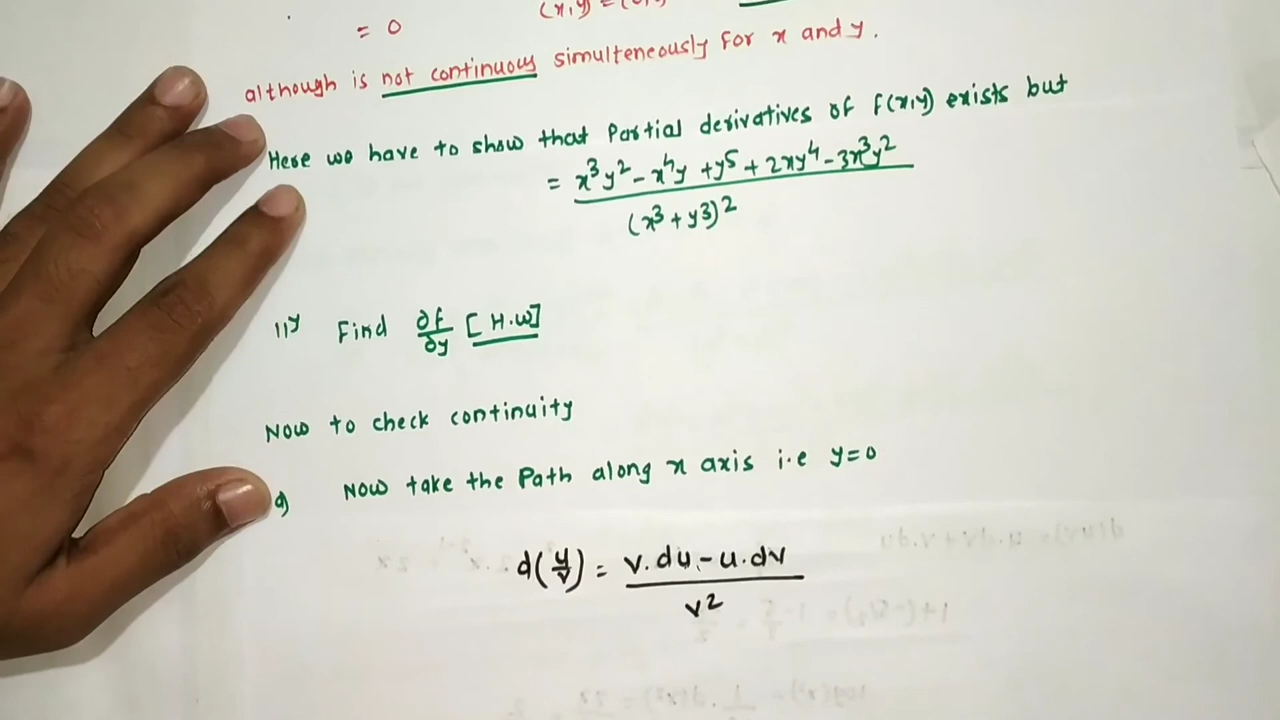 = 0
although is not continuous simulteneously for x and y.
Here we have to show that Partial derivatives of f(x,y) exists but
= x³y² - x⁴y + y⁵ + 2xy⁴ - 3x³y² / (x³ + y³)²
11y Find ∂f/∂y [H.W]
Now to check continuity
a) Now take the Path along x axis i.e y=0
d(u/v) = v.du - u.dv / v²